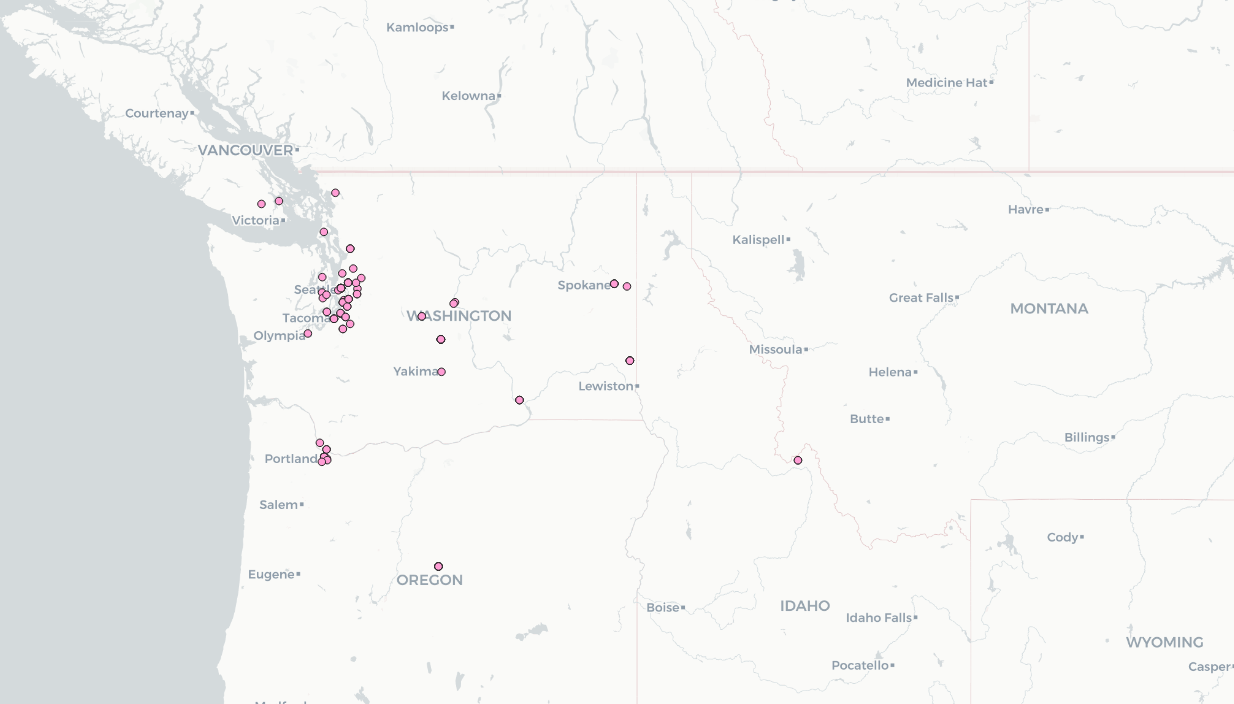 Kamloops
Medicine Hat
Kelowna
Courtenay
VANCOUVER
Havre
Victoria
Kalispell
Spokane
Seattle
Great Falls
MONTANA
WASHINGTON
Tacoma
Olympia
Missoula
Yakima
Helena
Lewiston
Butte
Billings
Portland
Salem
Cody
Eugene
OREGON
Boise
IDAHO
Idaho Falls
WYOMING
Pocatello
Casper